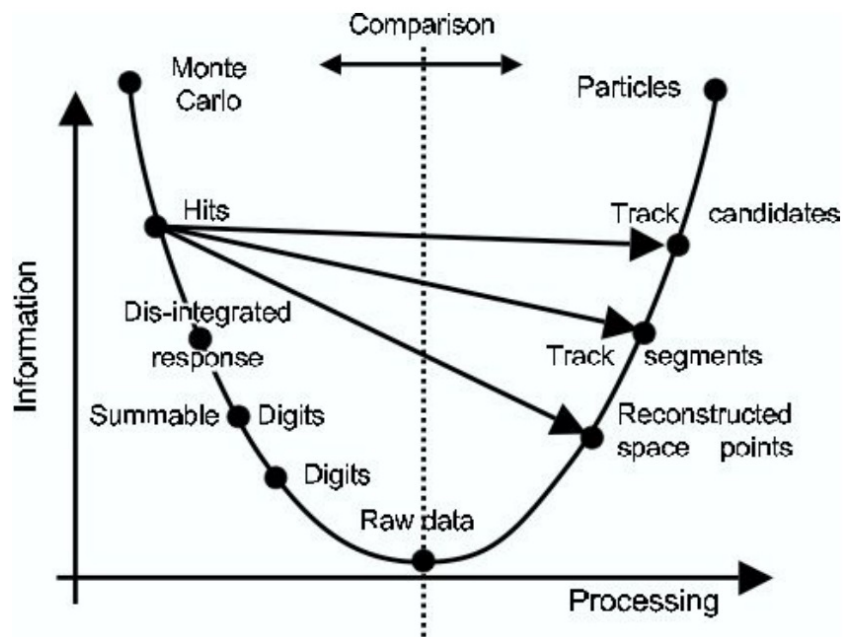 Comparison
Monte
Carlo
Particles
Hits
Track candidates
Dis-integrated
response
Track segments
Summable Digits
Reconstructed
space points
Digits
Raw data
Information
Processing